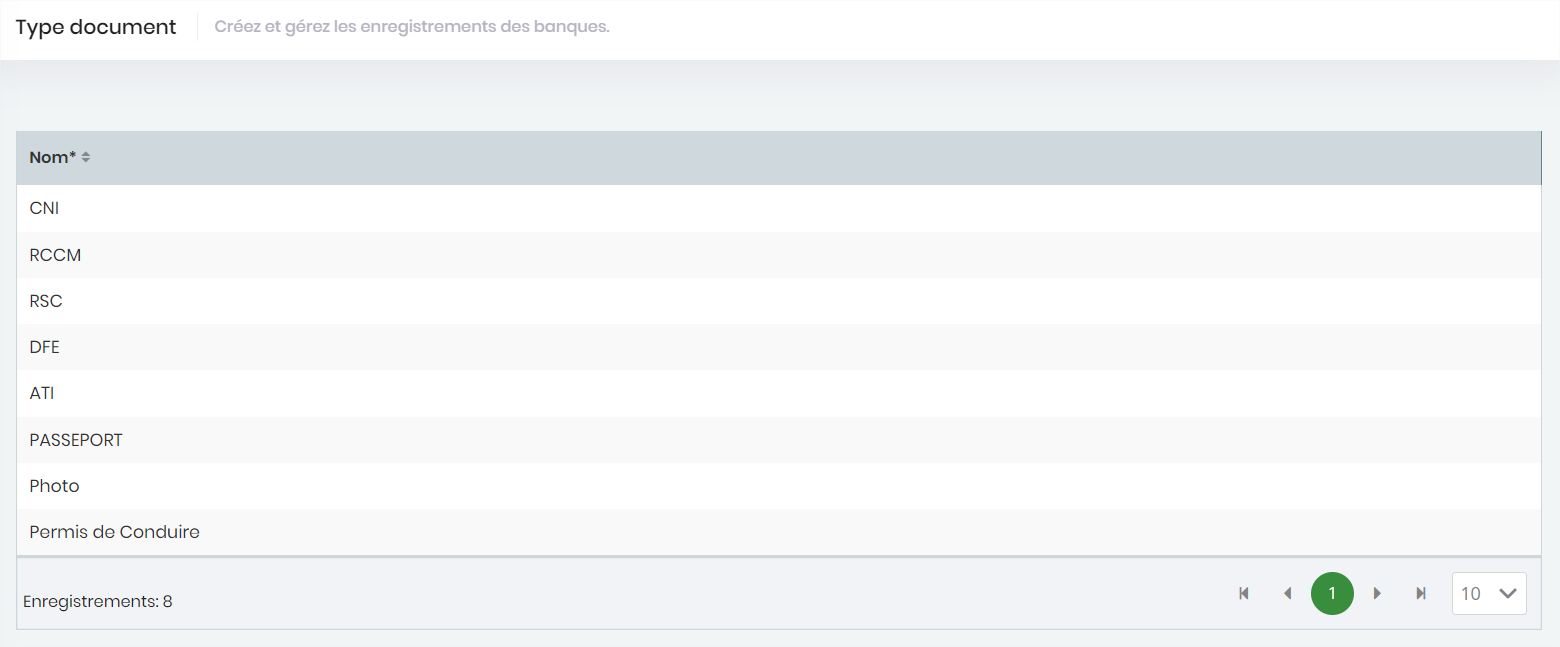 Type document
Créez et gérez les enregistrements des banques.
Nom*
CNI
RCCM
RSC
DFE
ATI
PASSEPORT
Photo
Permis de Conduire
Enregistrements: 8
1
10